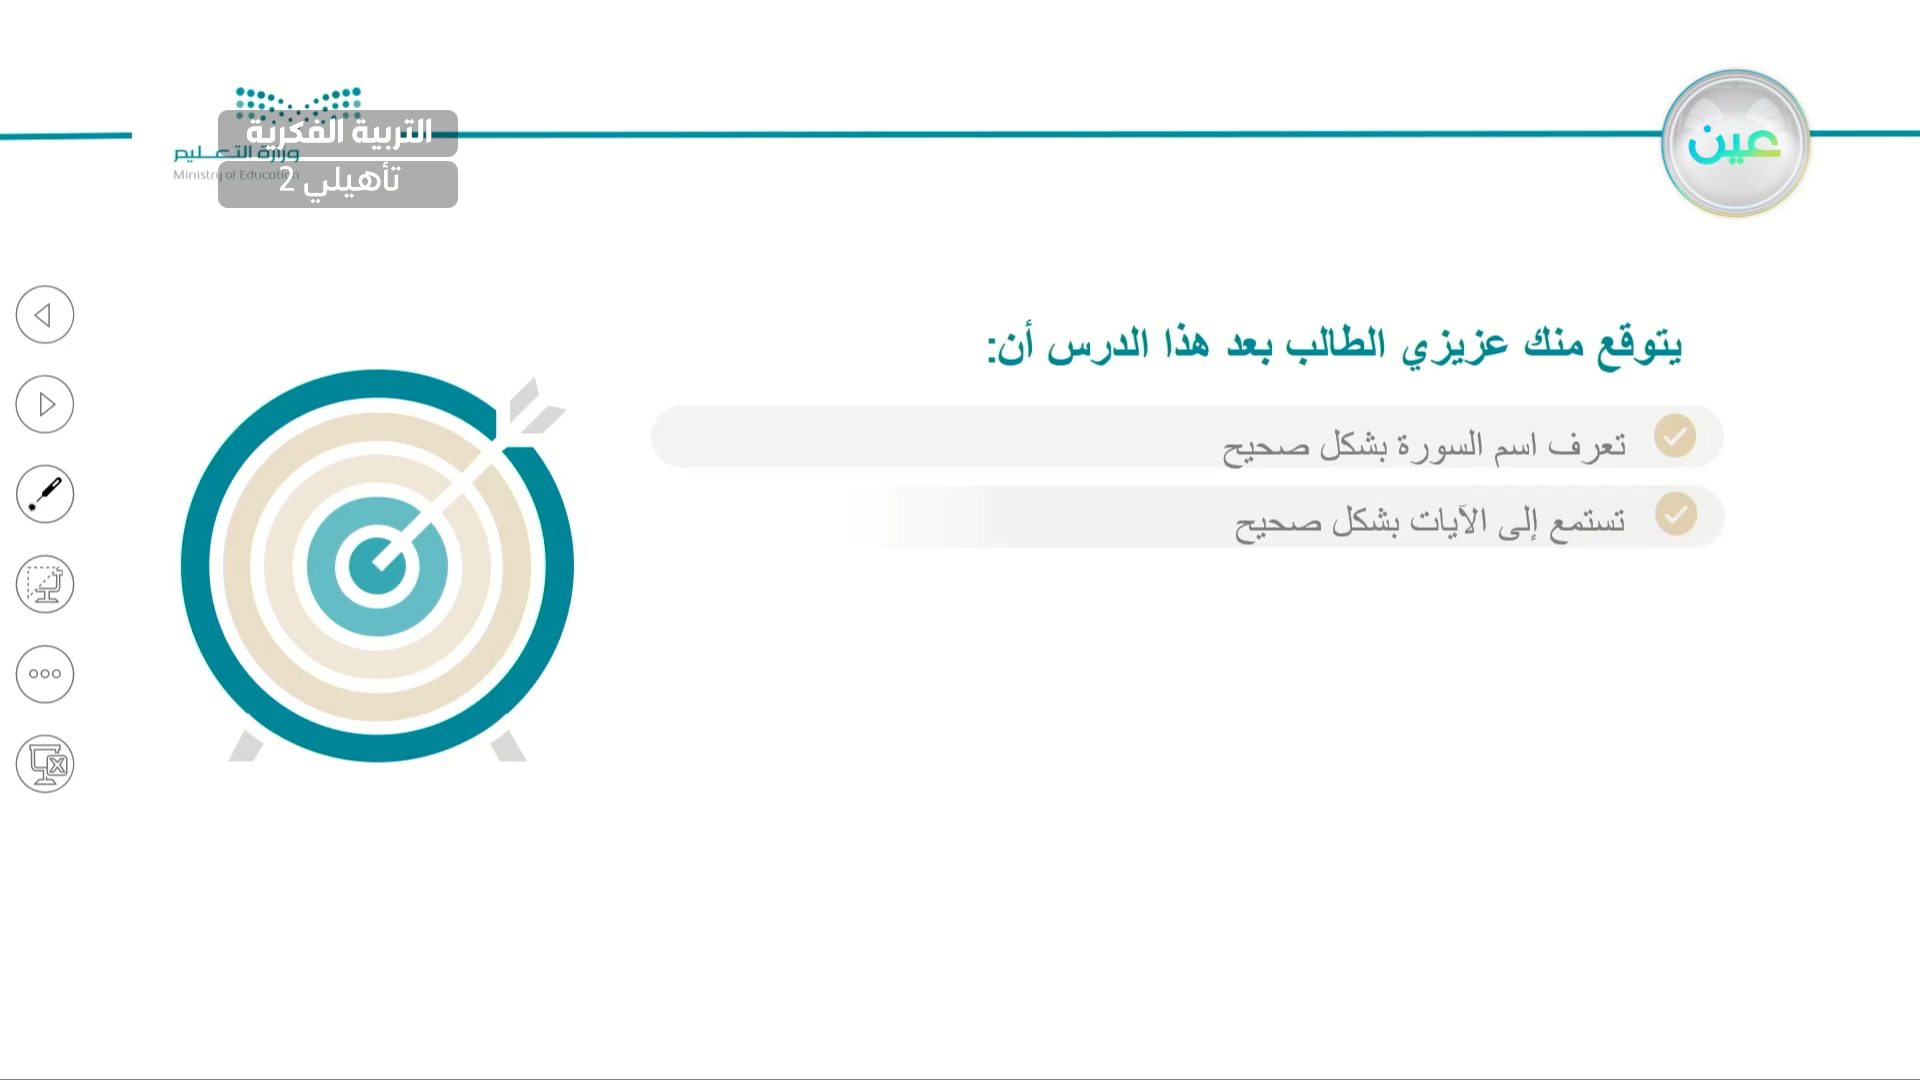 التربية الفكرية
وزارة التعليم
Ministry of Education
تأهيلي 2
عين
يتوقع منك عزيزي الطالب بعد هذا الدرس أن:
تعرف اسم السورة بشكل صحيح
تستمع إلى الآيات بشكل صحيح